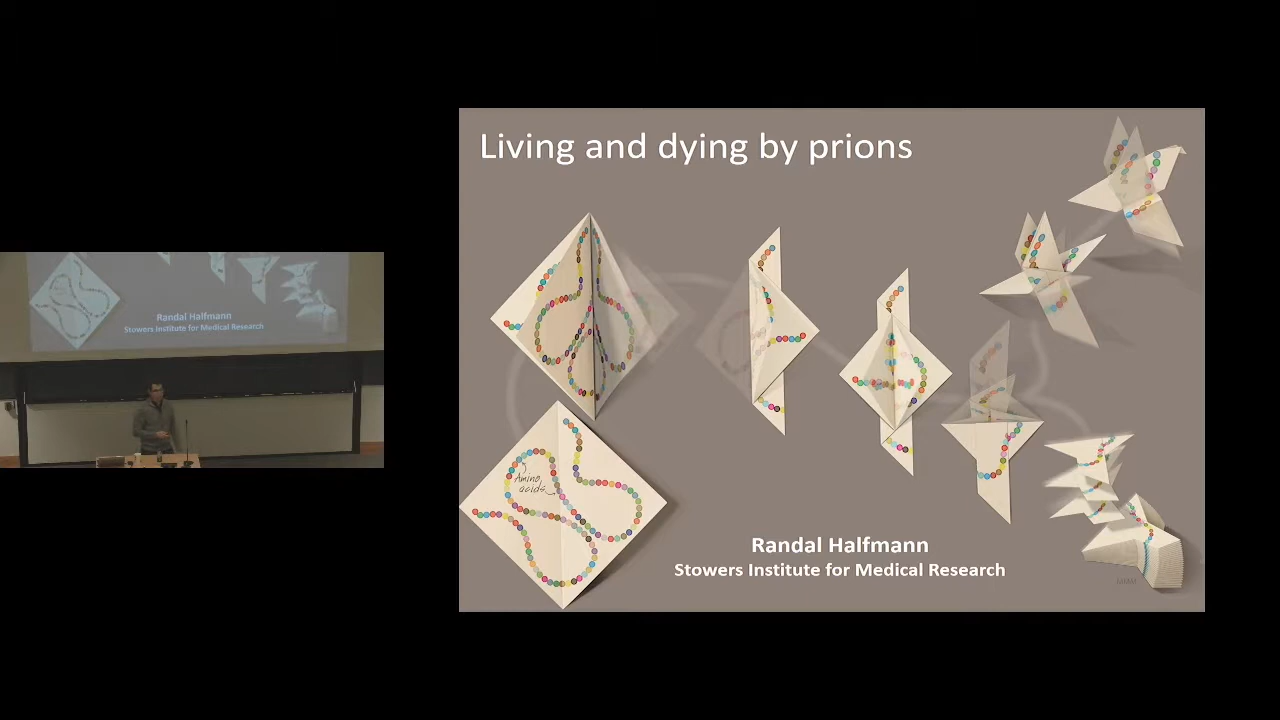 Living and dying by prions
Amino
acids
Randal Halfmann
Stowers Institute for Medical Research
Randal Halfmann
Stowers Institute for Medical Research